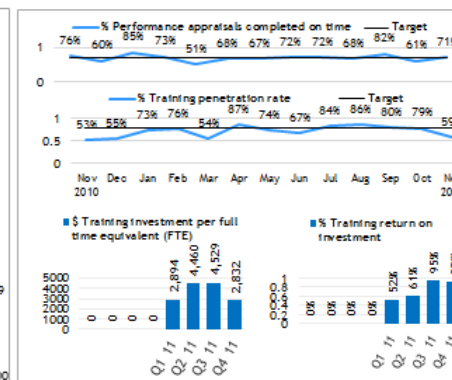 % Performance appraisals completed on time Target
76% 60% 85% 73% 51% 68% 67% 72% 72% 68% 82% 61% 71%
1
0
% Training penetration rate Target
53% 55% 73% 76% 54% 87% 74% 67% 84% 86% 80% 79%
1
0.5
0
Nov Dec Jan Feb Mar Apr May Jun Jul Aug Sep Oct
2010
$ Training investment per full
time equivalent (FTE)
5000
4000
3000
2000
1000
0
0 0 0 0 2,894 4,460 4,529 2,832
Q1 11 Q2 11 Q3 11 Q4 11
% Training return on
investment
1
0.8
0.6
0.4
0.2
0
0% 0% 0% 0% 52% 61% 95%
Q1 11 Q2 11 Q3 11 Q4